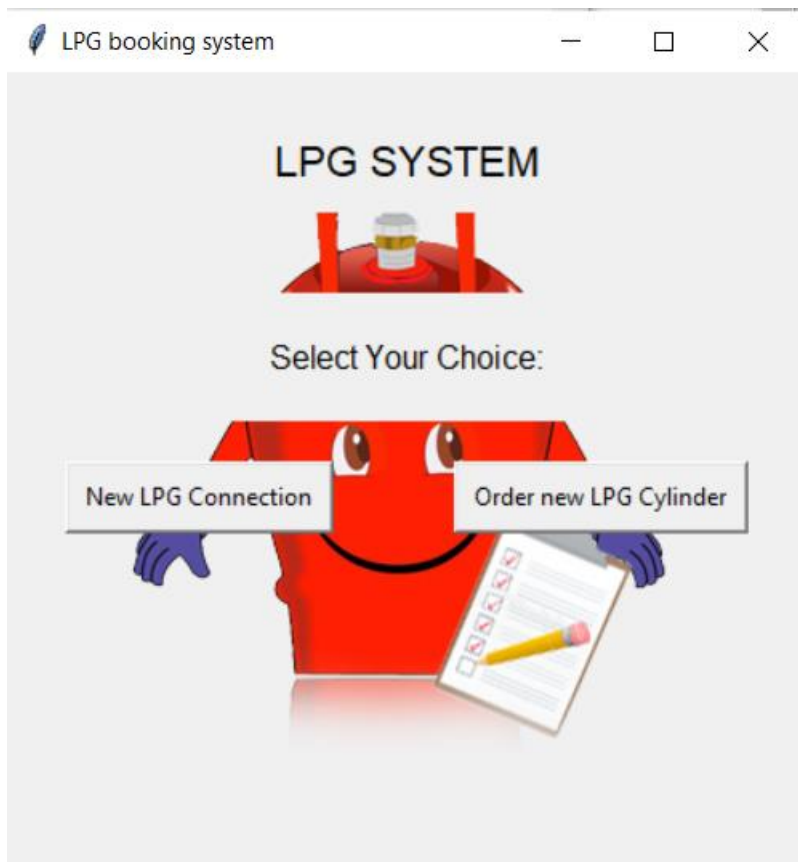 LPG booking system
LPG SYSTEM
Select Your Choice:
New LPG Connection
Order new LPG Cylinder